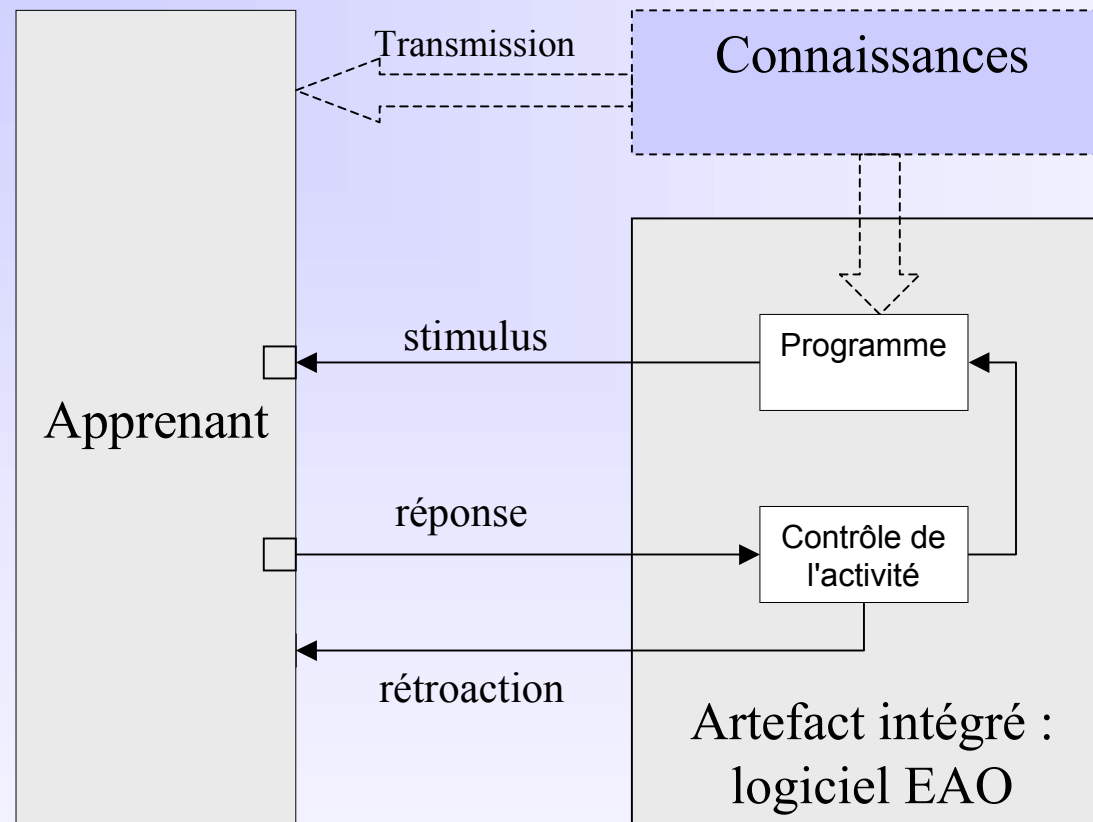 Transmission
Connaissances
stimulus
Programme
Apprenant
réponse
Contrôle de
l'activité
rétroaction
Artefact intégré :
logiciel EAO